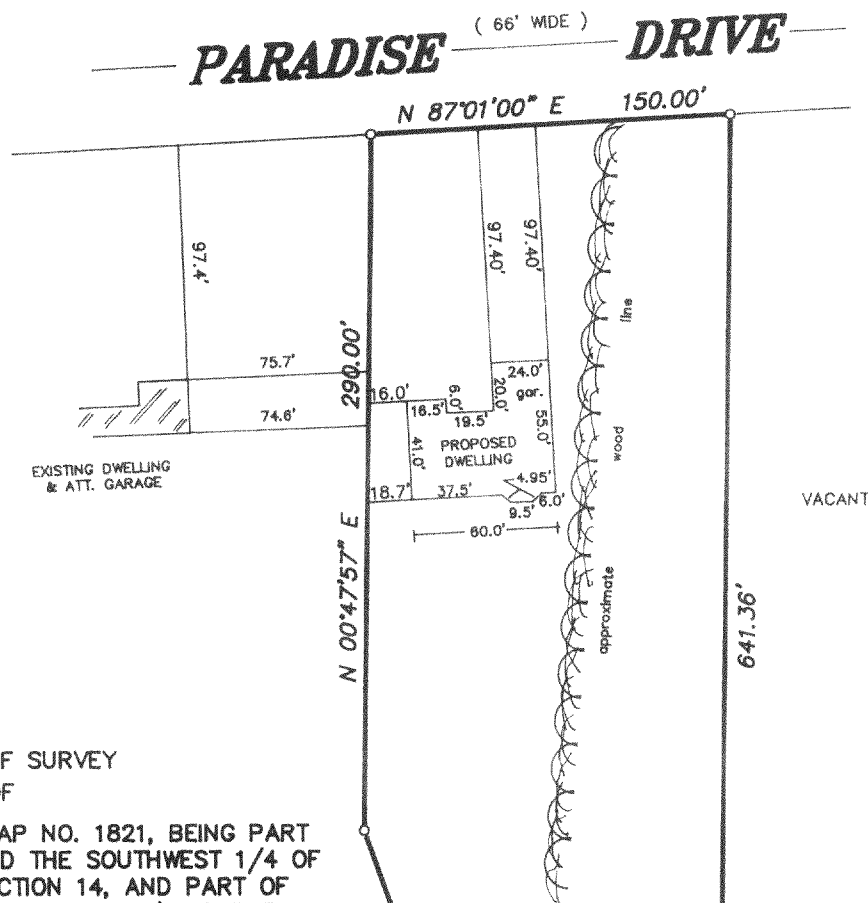 ( 66' WIDE )
PARADISE DRIVE
N 87°01'00" E 150.00'
97.4'
97.40'
97.40'
line
290.00'
75.7'
74.6'
16.0'
16.5'
6.0'
19.5'
20.0'
24.0'
gar.
55.0'
41.0'
PROPOSED
DWELLING
wood
EXISTING DWELLING
& ATT. GARAGE
18.7'
37.5'
4.95'
6.0'
9.5'
60.0'
VACANT
N 00°47'57" E
approximate
641.36'
F SURVEY
F
AP NO. 1821, BEING PART
D THE SOUTHWEST 1/4 OF
CTION 14, AND PART OF